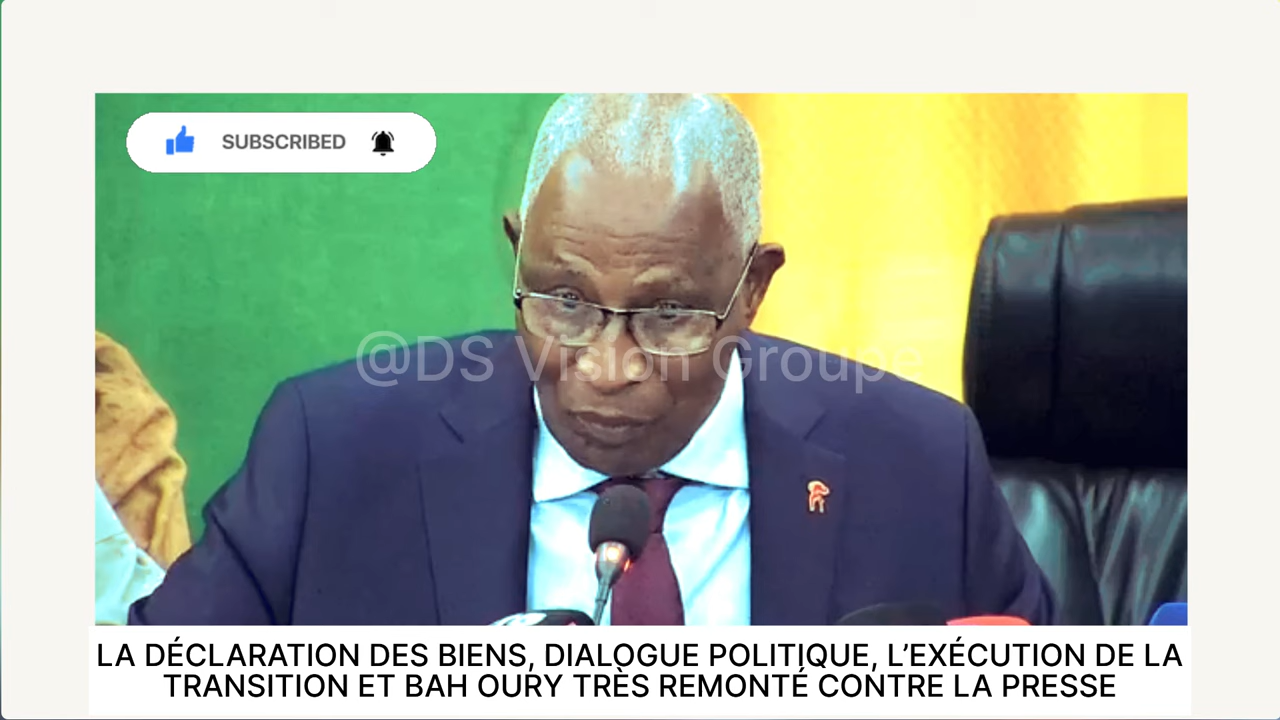 SUBSCRIBED
@DS Vision Groupe
LA DÉCLARATION DES BIENS, DIALOGUE POLITIQUE, L’EXÉCUTION DE LA
TRANSITION ET BAH OURY TRÈS REMONTÉ CONTRE LA PRESSE